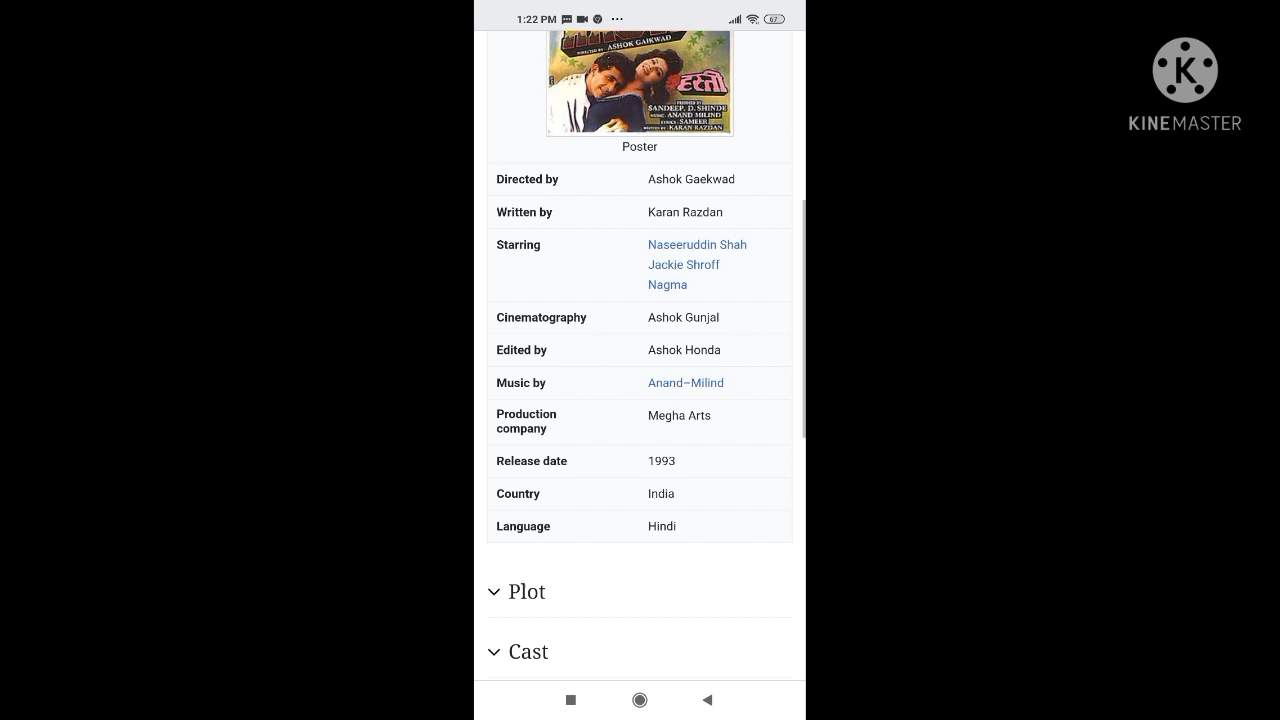 1:22 PM
67
DIRECTED BY - ASHOK GAIKWAD
हस्ती
PRODUCED BY
SANDEEP. D. SHINDE
MUSIC: ANAND MILIND
LYRICS: SAMEER
WRITTEN BY: KARAN RAZDAN
Poster
Directed by Ashok Gaekwad
Written by Karan Razdan
Starring Naseeruddin Shah
Jackie Shroff
Nagma
Cinematography Ashok Gunjal
Edited by Ashok Honda
Music by Anand–Milind
Production Megha Arts
company
Release date 1993
Country India
Language Hindi
Plot
Cast
K
KINEMASTER